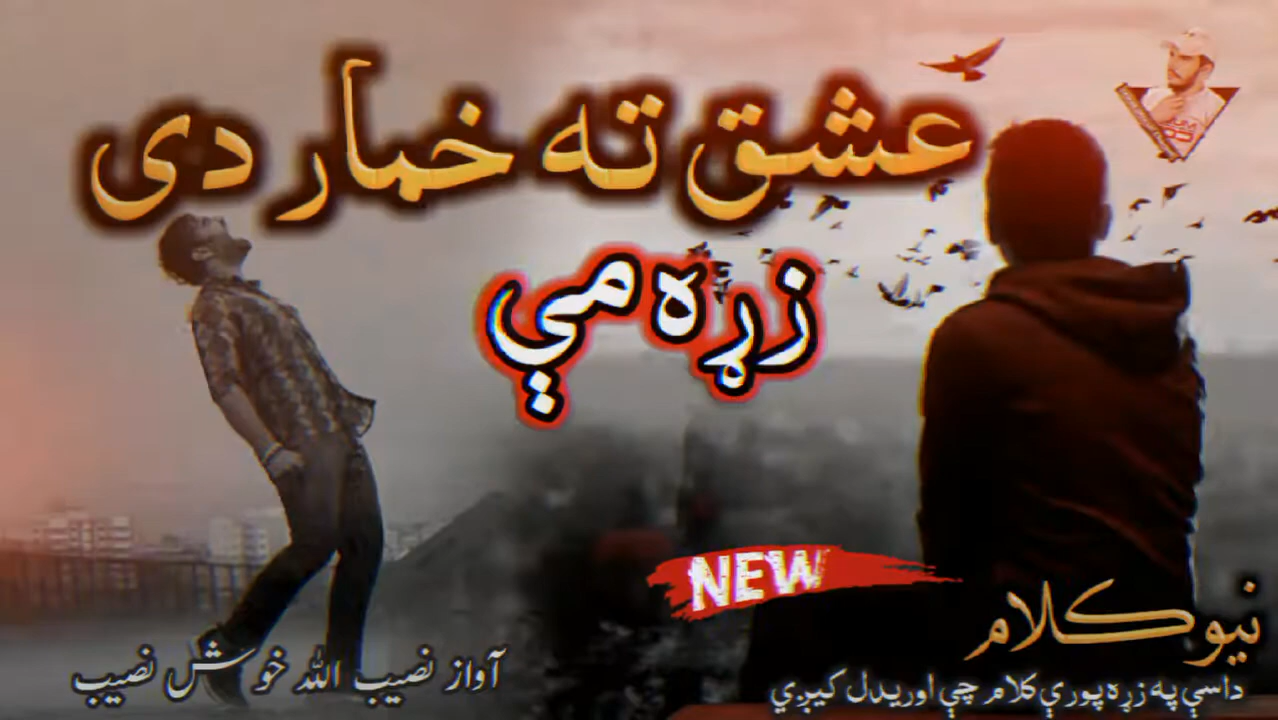 عشق ته خمار دی
زړه مي
NEW
نیو کلام
داسې په زړه پورې کلام چې اوریدل کیږي
آواز نصیب الله خوش نصیب